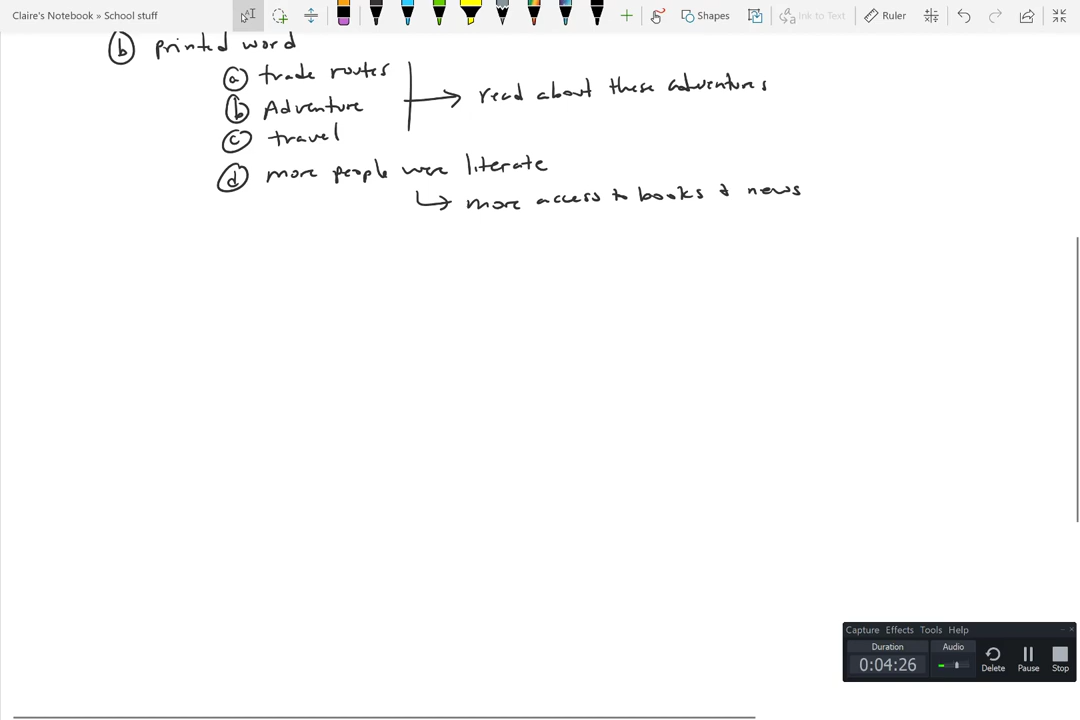 Claire's Notebook » School stuff
Shapes
Ink to Text
Ruler
b printed word
a trade routes
b Adventure
c travel
read about these adventures
d more people were literate
more access to books & news
Capture Effects Tools Help
Duration
0:04:26
Audio
Delete
Pause
Stop